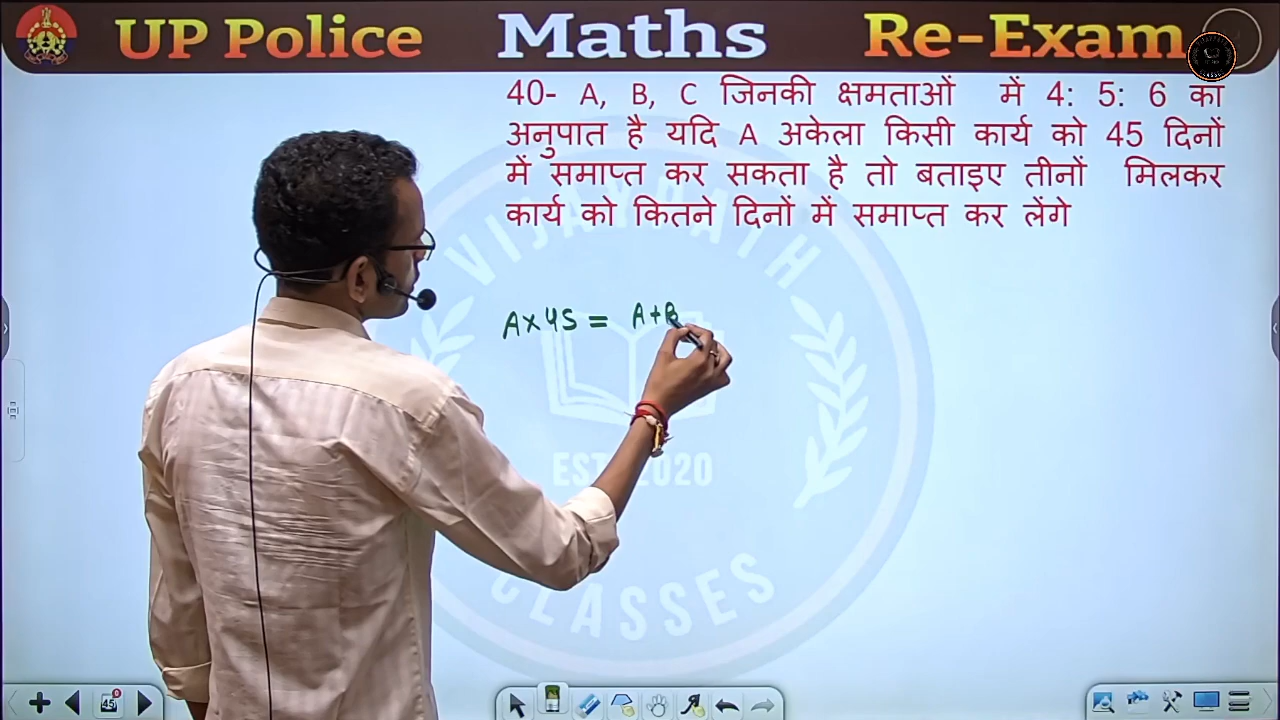 UP Police Maths Re-Exam
40- A, B, C जिनकी क्षमताओं में 4: 5: 6 का
अनुपात है यदि A अकेला किसी कार्य को 45 दिनों
में समाप्त कर सकता है तो बताइए तीनों मिलकर
कार्य को कितने दिनों में समाप्त कर लेंगे
A×45 = A+B
VIJAYPATH
EST. 2020
CLASSES
45